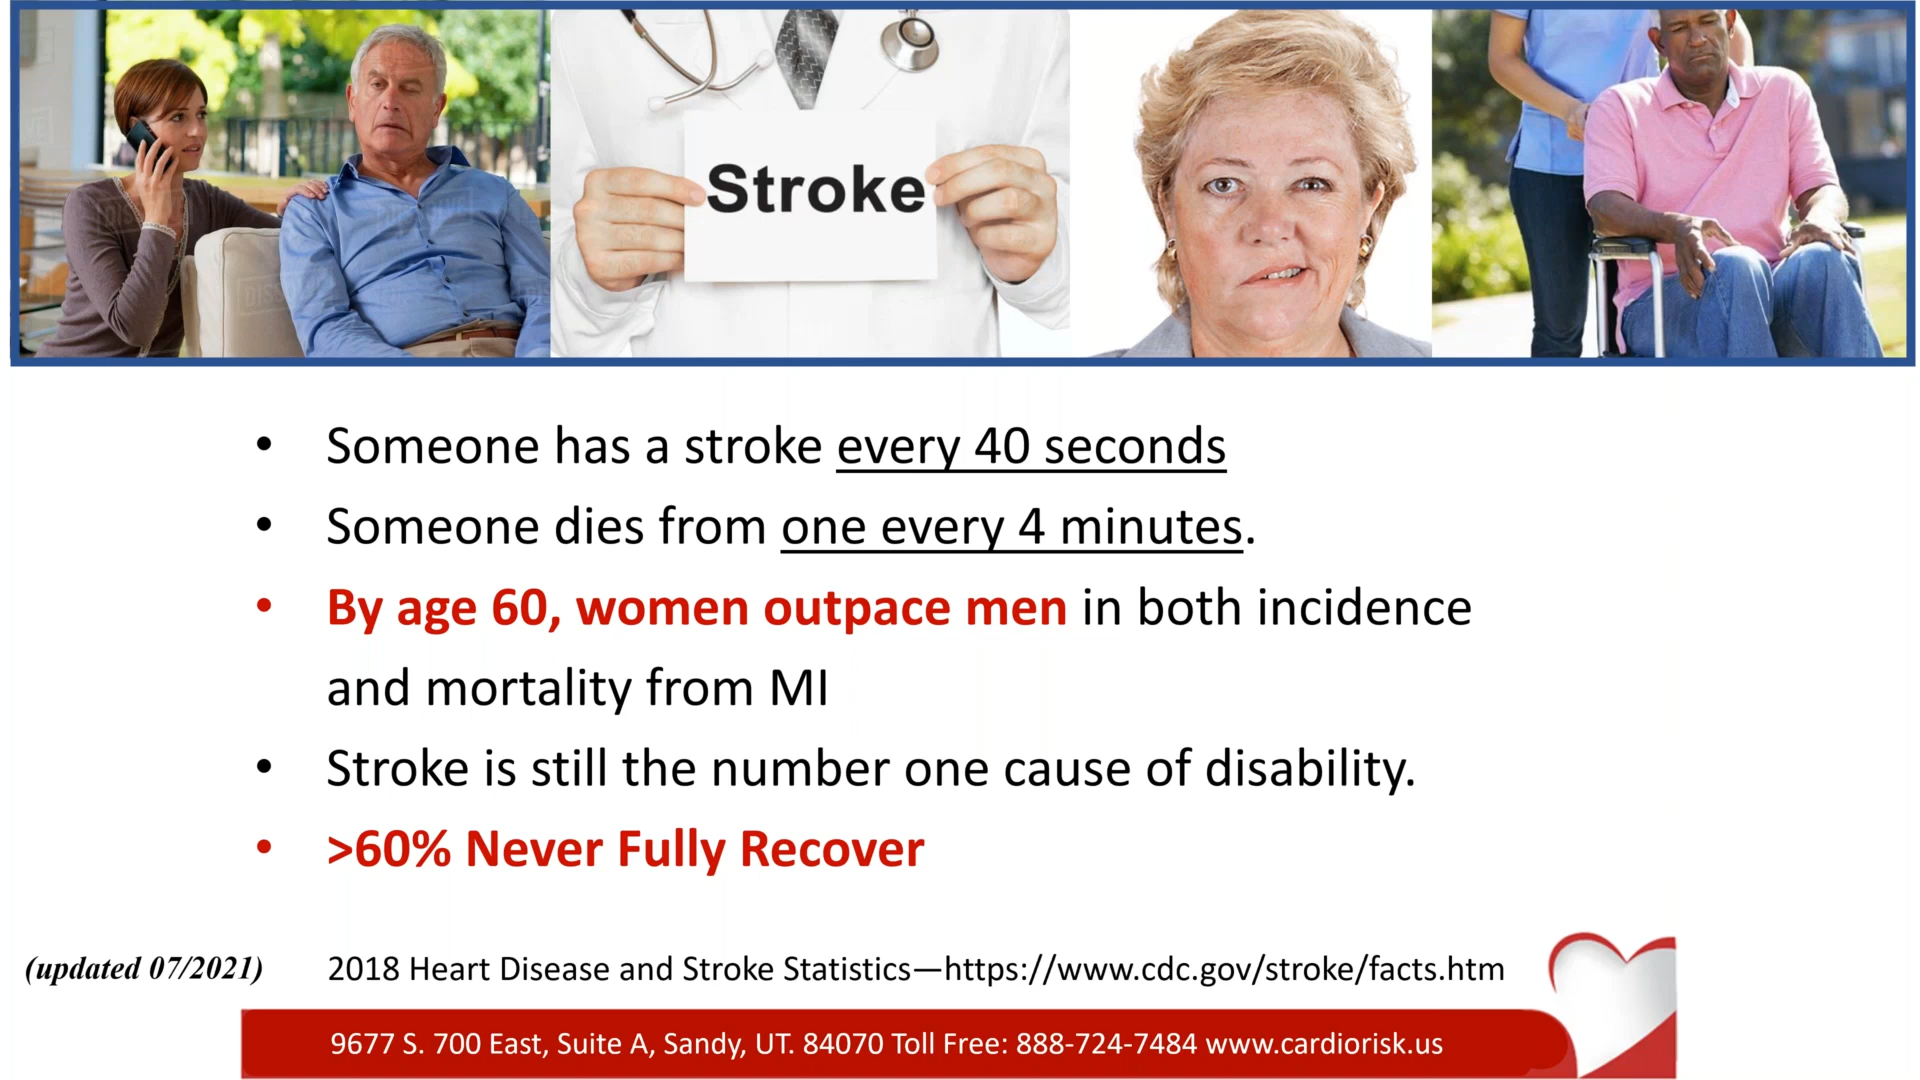 Stroke
• Someone has a stroke every 40 seconds
• Someone dies from one every 4 minutes.
• By age 60, women outpace men in both incidence
and mortality from MI
• Stroke is still the number one cause of disability.
• >60% Never Fully Recover
(updated 07/2021) 2018 Heart Disease and Stroke Statistics—https://www.cdc.gov/stroke/facts.htm
9677 S. 700 East, Suite A, Sandy, UT. 84070 Toll Free: 888-724-7484 www.cardiorisk.us